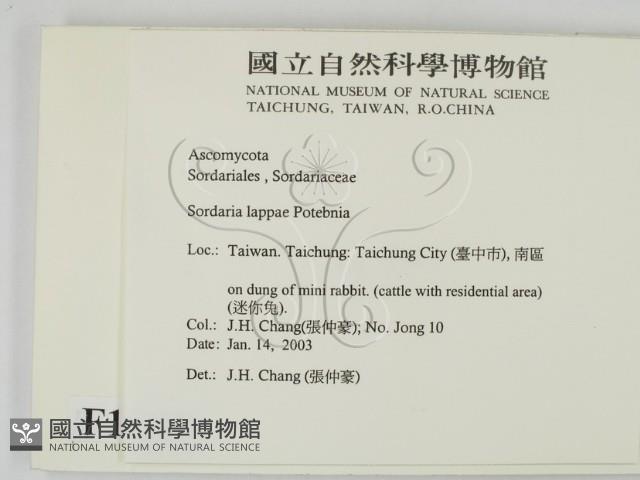 國立自然科學博物館
NATIONAL MUSEUM OF NATURAL SCIENCE
TAICHUNG, TAIWAN, R.O.CHINA
Ascomycota
Sordariales , Sordariaceae
Sordaria lappae Potebnia
Loc.: Taiwan. Taichung: Taichung City (臺中市), 南區
on dung of mini rabbit. (cattle with residential area)
(迷你兔).
Col.: J.H. Chang(張仲豪); No. Jong 10
Date: Jan. 14, 2003
Det.: J.H. Chang (張仲豪)
F1
國立自然科學博物館
NATIONAL MUSEUM OF NATURAL SCIENCE